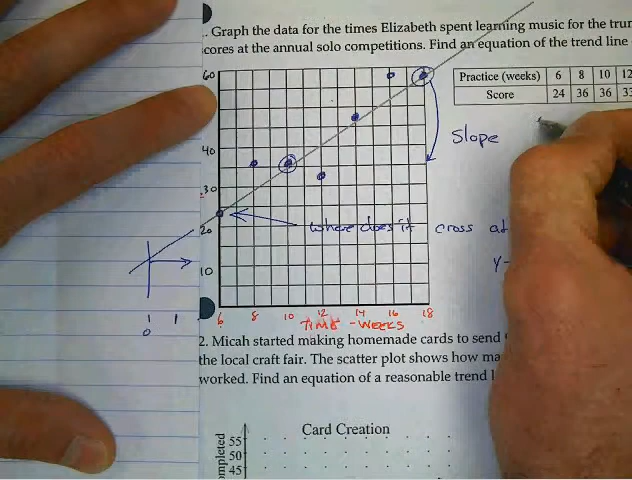 . Graph the data for the times Elizabeth spent learning music for the
cores at the annual solo competitions. Find an equation of the trend line
Practice (weeks) 6 8 10 12
Score 24 36 36 33
60
40
30
20
10
Slope
where does it cross at
y-
6 8 10 12 14 16 18
TIME - WEEKS
0 1
2. Micah started making homemade cards to send
the local craft fair. The scatter plot shows how
worked. Find an equation of a reasonable trend
Card Creation
55
50
45